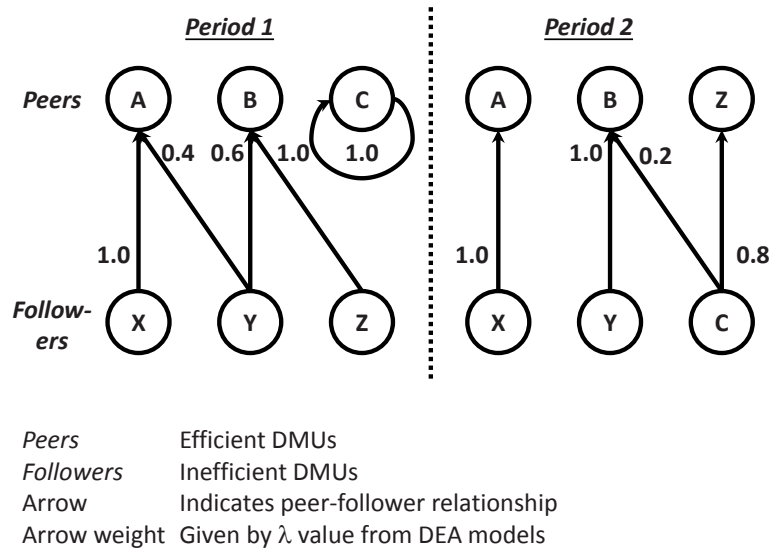 Period 1 Period 2
Peers A B C A B Z
0.4 0.6 1.0 1.0 1.0 0.2
1.0 1.0 0.8
Follow-
ers X Y Z X Y C
Peers Efficient DMUs
Followers Inefficient DMUs
Arrow Indicates peer-follower relationship
Arrow weight Given by λ value from DEA models